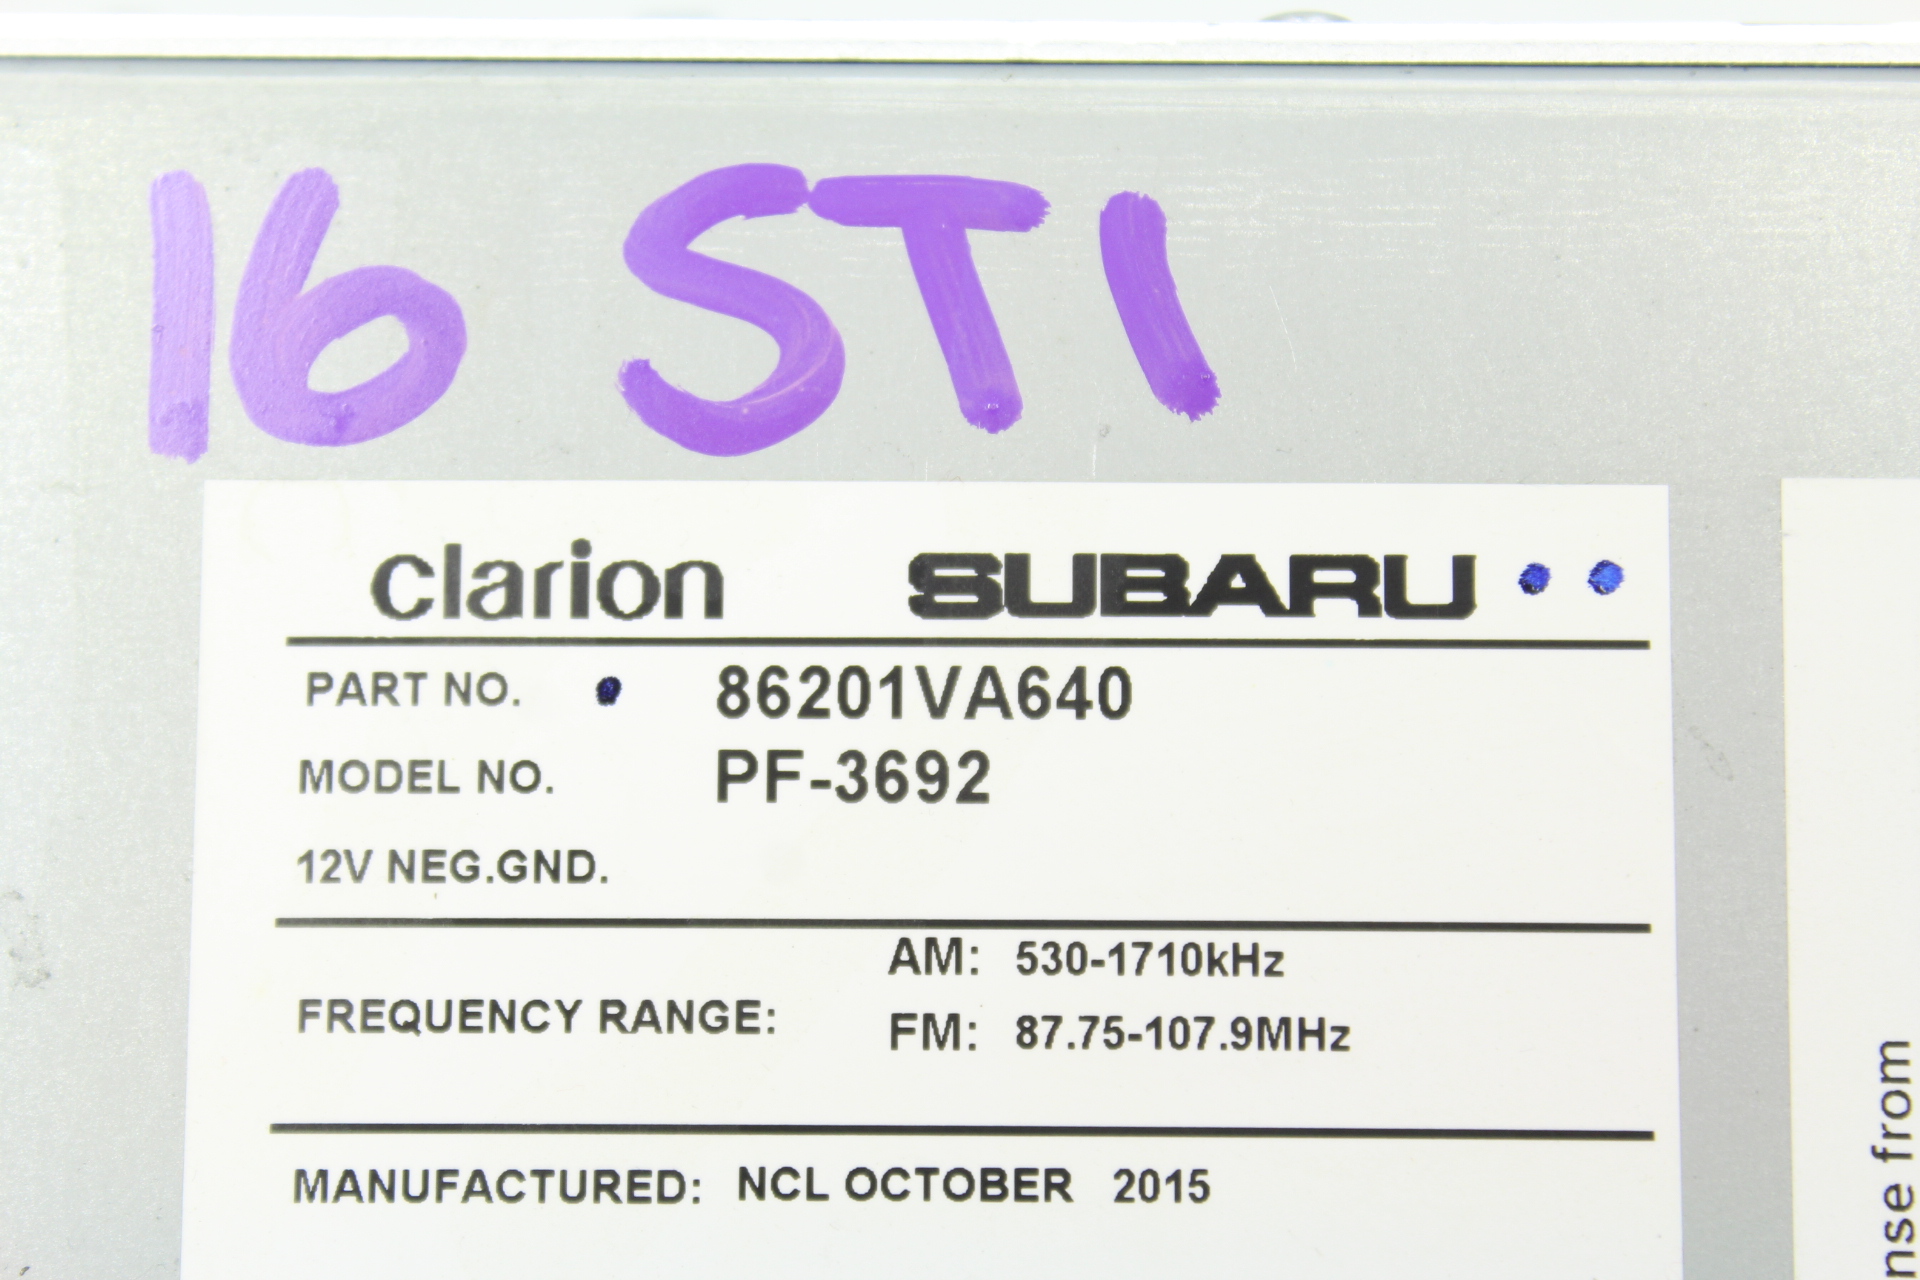 16 STI
clarion SUBARU
PART NO. 86201VA640
MODEL NO. PF-3692
12V NEG.GND.
FREQUENCY RANGE: AM: 530-1710kHz
FM: 87.75-107.9MHz
MANUFACTURED: NCL OCTOBER 2015
nse from